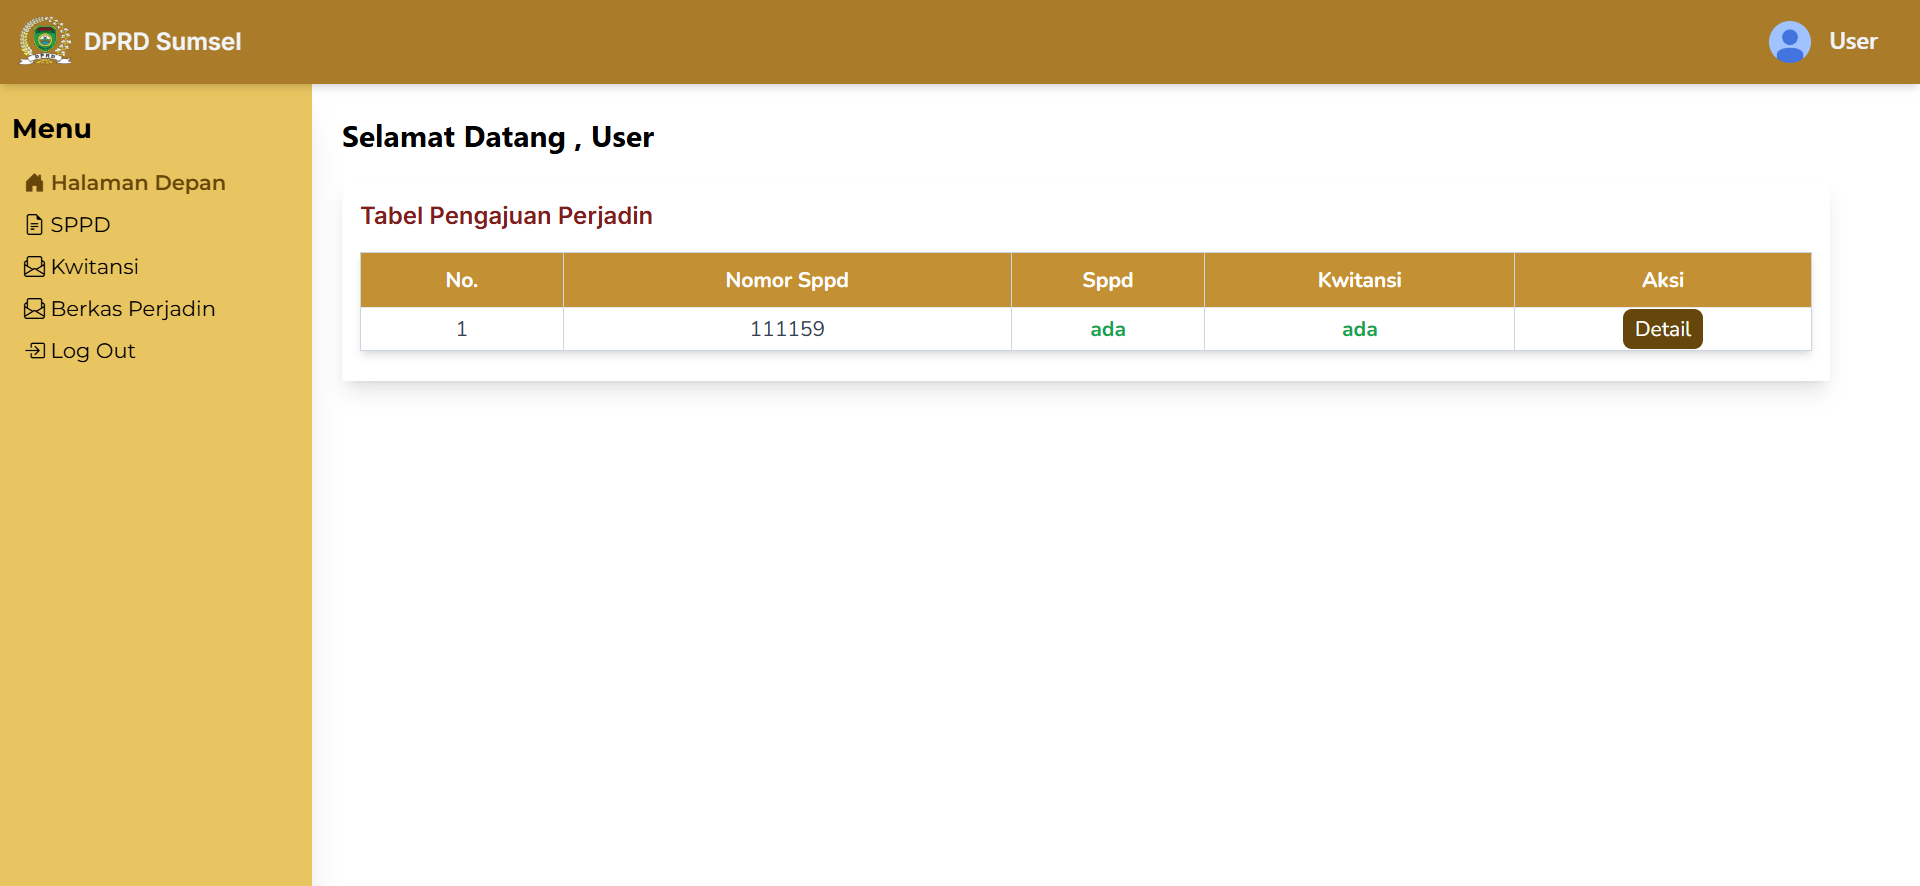 DPRD Sumsel
User
Menu
Halaman Depan
SPPD
Kwitansi
Berkas Perjadin
Log Out
Selamat Datang , User
Tabel Pengajuan Perjadin
No. Nomor Sppd Sppd Kwitansi Aksi
1 111159 ada ada Detail